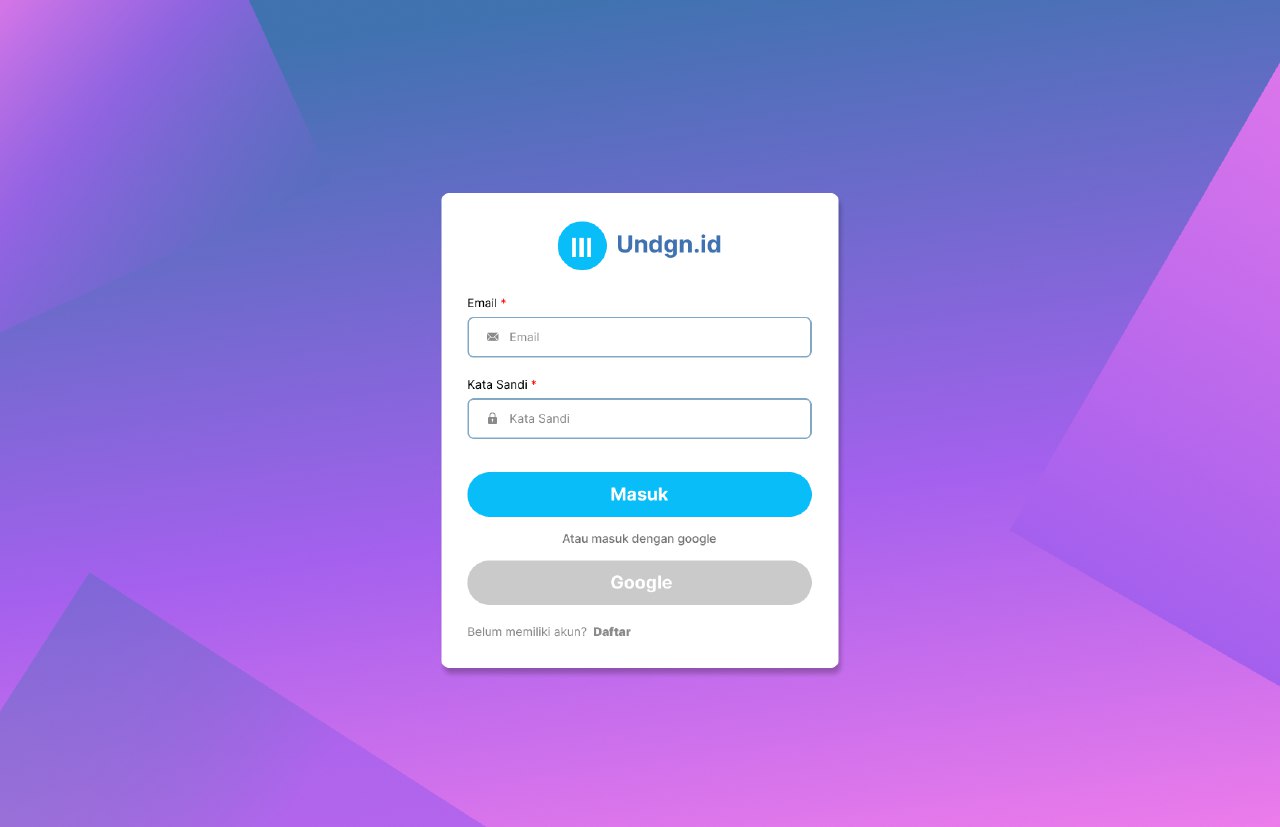 Undgn.id
Email *
Email
Kata Sandi *
Kata Sandi
Masuk
Atau masuk dengan google
Google
Belum memiliki akun? Daftar